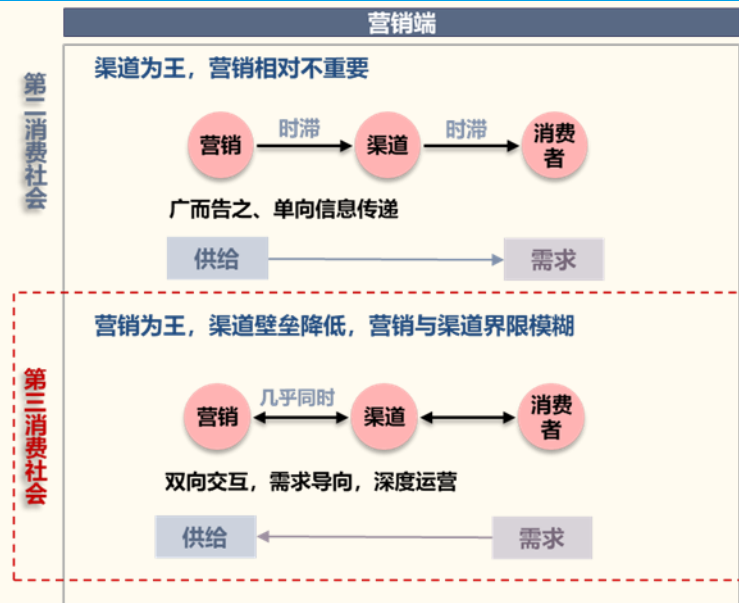 营销端
第二消费社会
渠道为王，营销相对不重要
营销
时滞
渠道
时滞
消费
者
广而告之、单向信息传递
供给
需求
第三消费社会
营销为王，渠道壁垒降低，营销与渠道界限模糊
营销
几乎同时
渠道
消费
者
双向交互，需求导向，深度运营
供给
需求